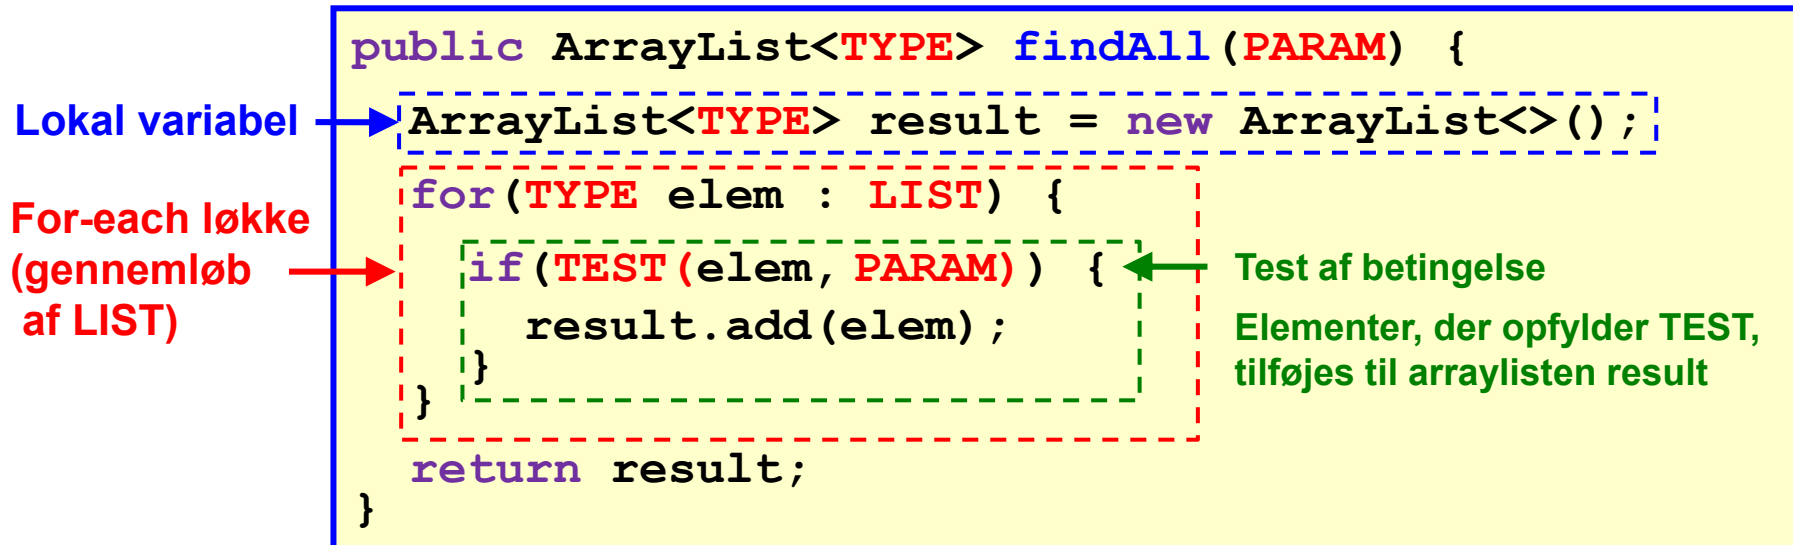 public ArrayList<TYPE> findAll(PARAM) {
Lokal variabel
ArrayList<TYPE> result = new ArrayList<>();
For-each løkke
(gennemløb
af LIST)
for(TYPE elem : LIST) {
if(TEST(elem, PARAM)) {
result.add(elem);
}
}
Test af betingelse
Elementer, der opfylder TEST,
tilføjes til arraylisten result
return result;
}